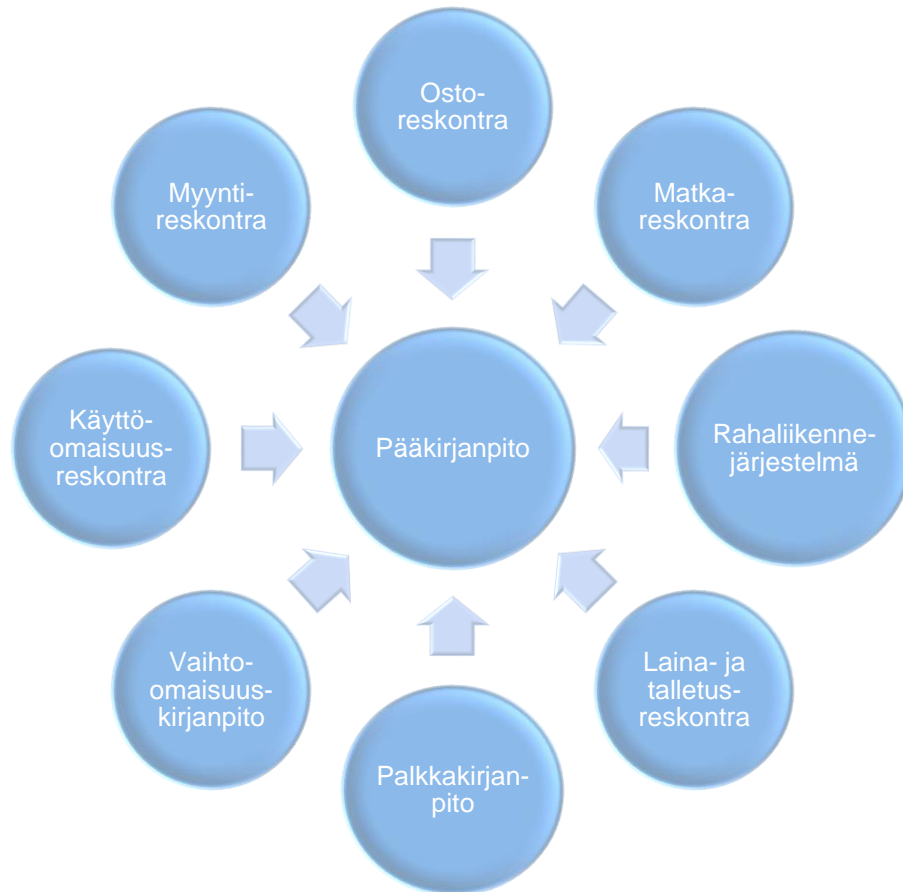 Osto-
reskontra
Matka-
reskontra
Rahaliikenne-
järjestelmä
Laina- ja
talletus-
reskontra
Palkkakirjan-
pito
Vaihto-
omaisuus-
kirjanpito
Käyttö-
omaisuus-
reskontra
Myynti-
reskontra
Pääkirjanpito